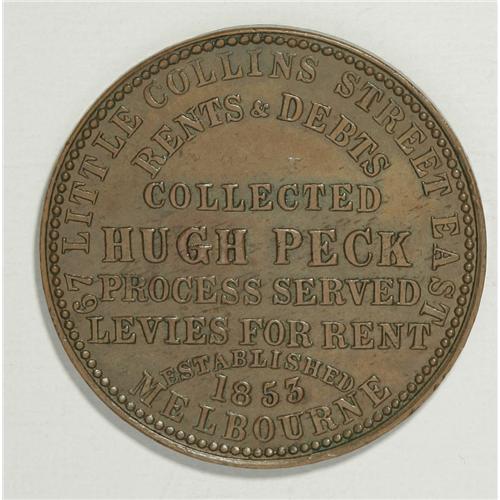 67 LITTLE COLLINS STREET EAST
RENTS & DEBTS
COLLECTED
HUGH PECK
PROCESS SERVED
LEVIES FOR RENT
ESTABLISHED
1853
MELBOURNE